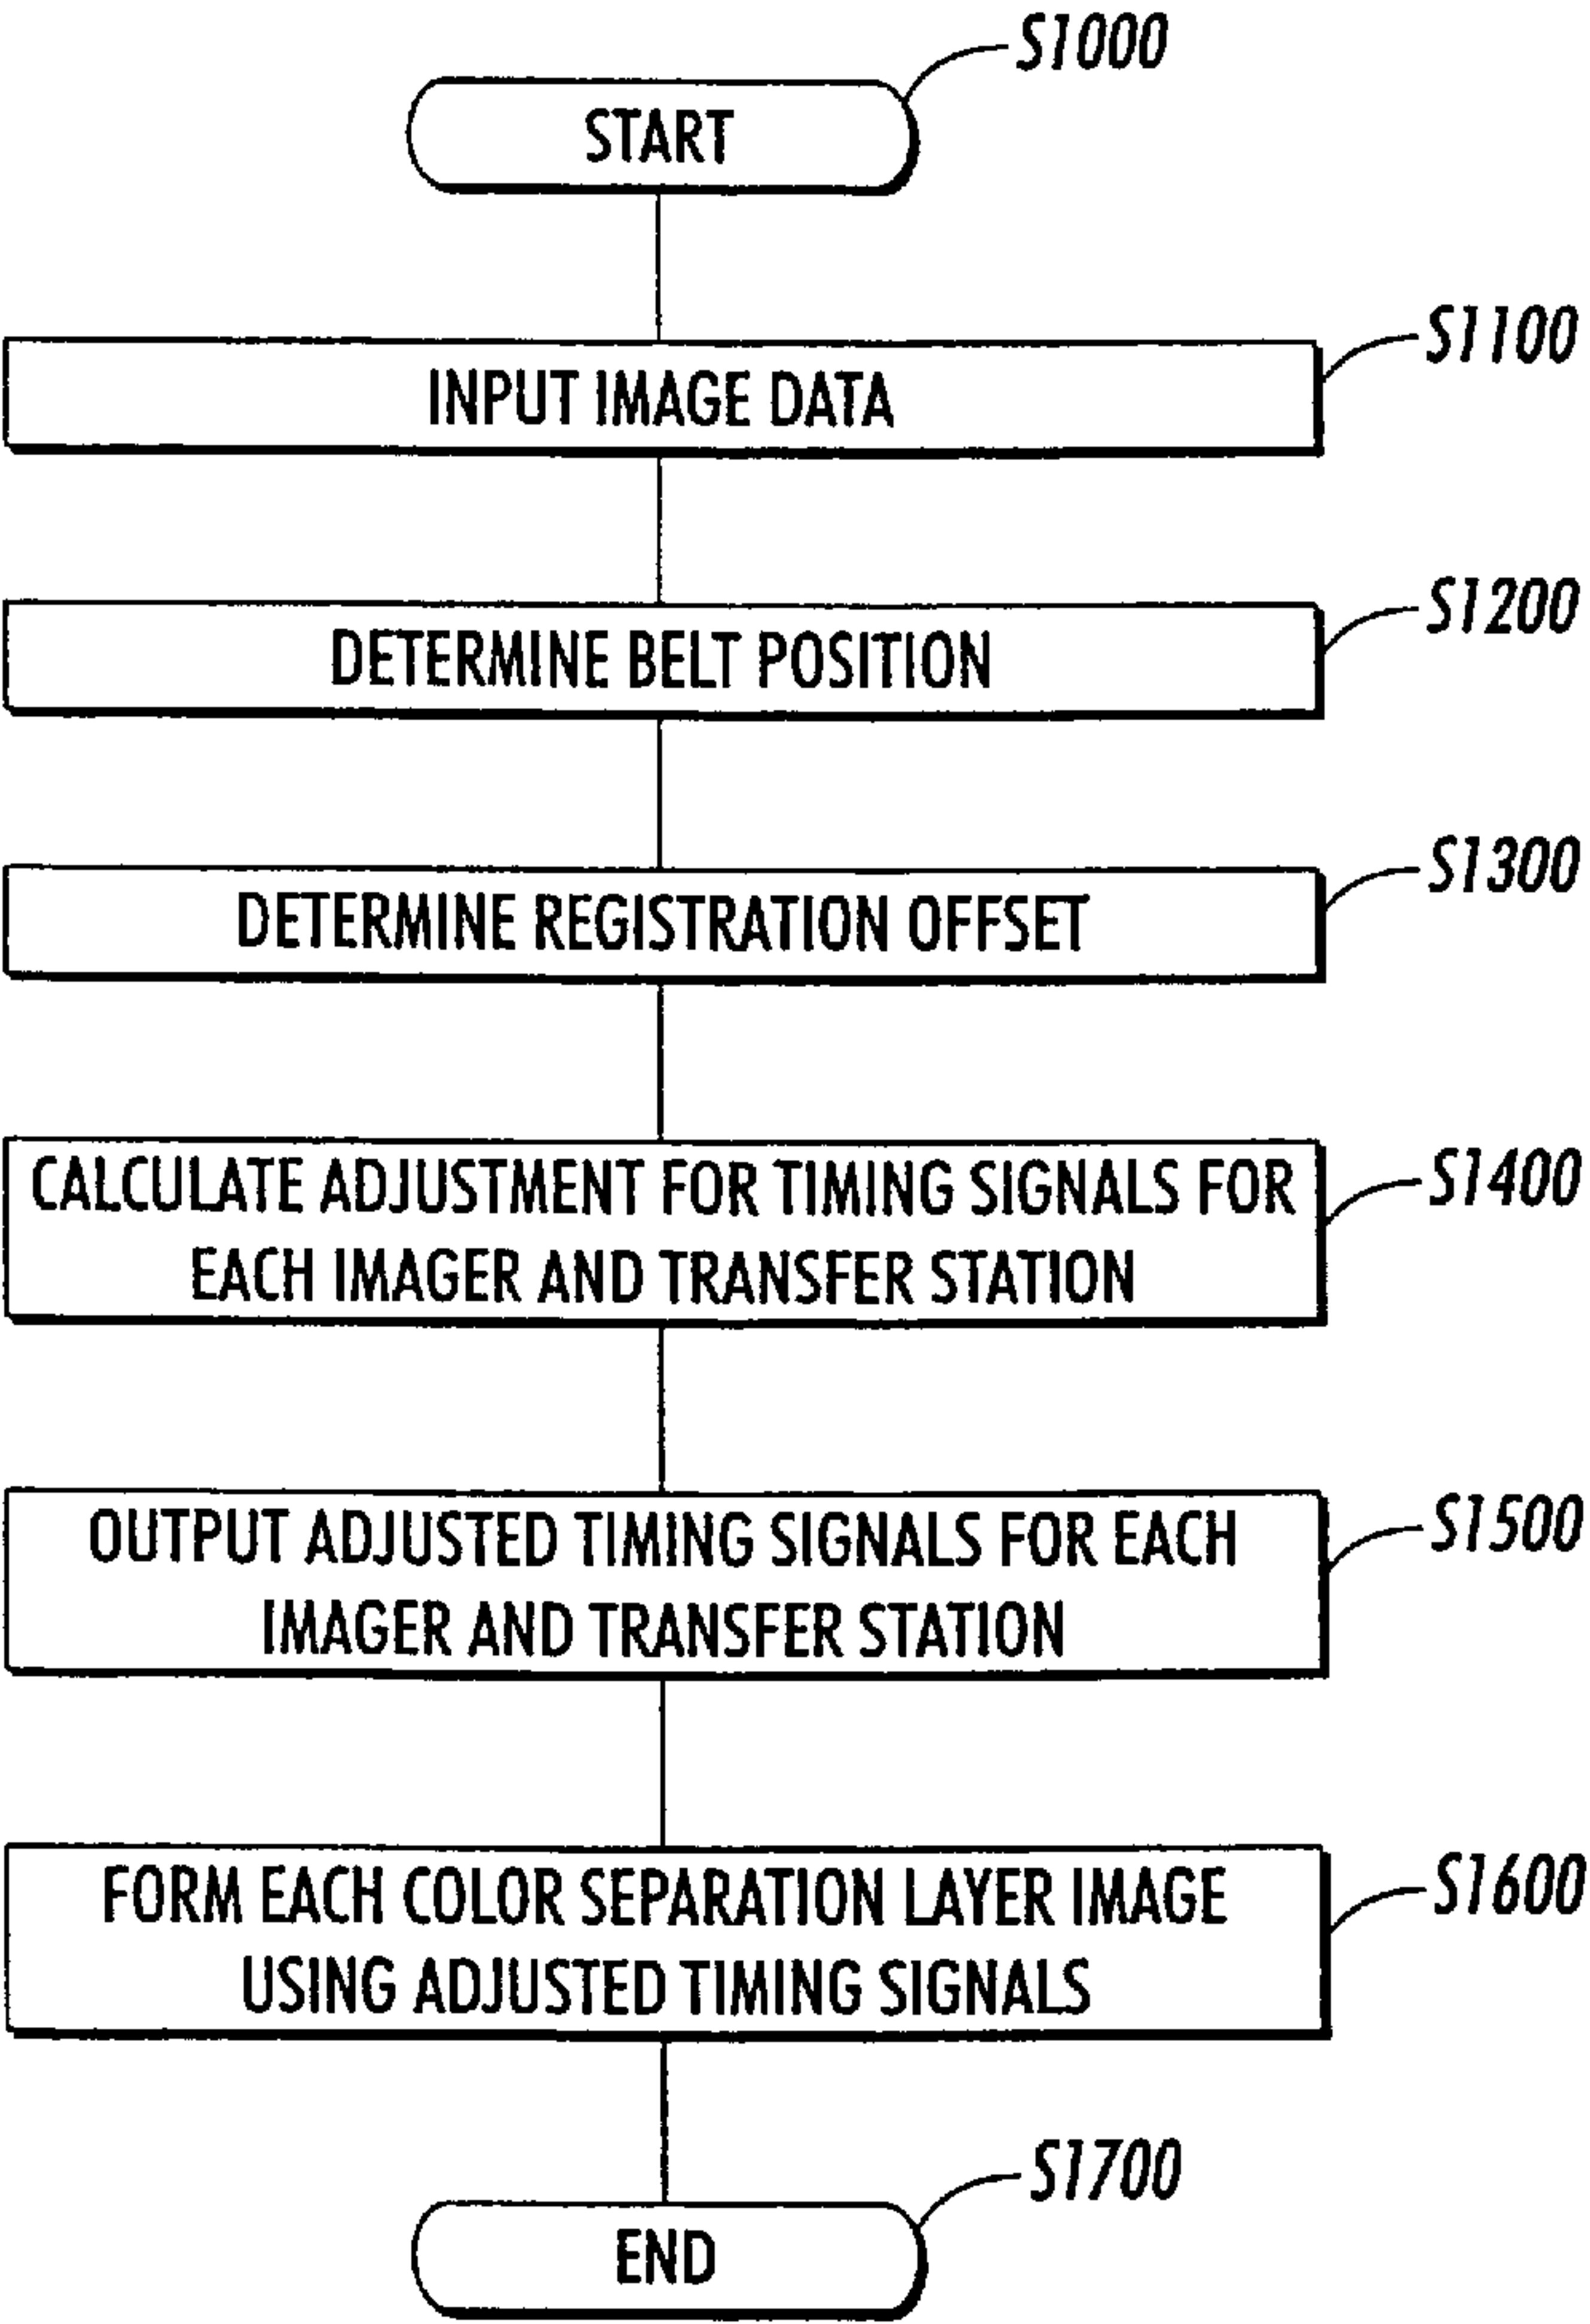 S1000
START
S1100
INPUT IMAGE DATA
S1200
DETERMINE BELT POSITION
S1300
DETERMINE REGISTRATION OFFSET
S1400
CALCULATE ADJUSTMENT FOR TIMING SIGNALS FOR
EACH IMAGER AND TRANSFER STATION
S1500
OUTPUT ADJUSTED TIMING SIGNALS FOR EACH
IMAGER AND TRANSFER STATION
S1600
FORM EACH COLOR SEPARATION LAYER IMAGE
USING ADJUSTED TIMING SIGNALS
S1700
END